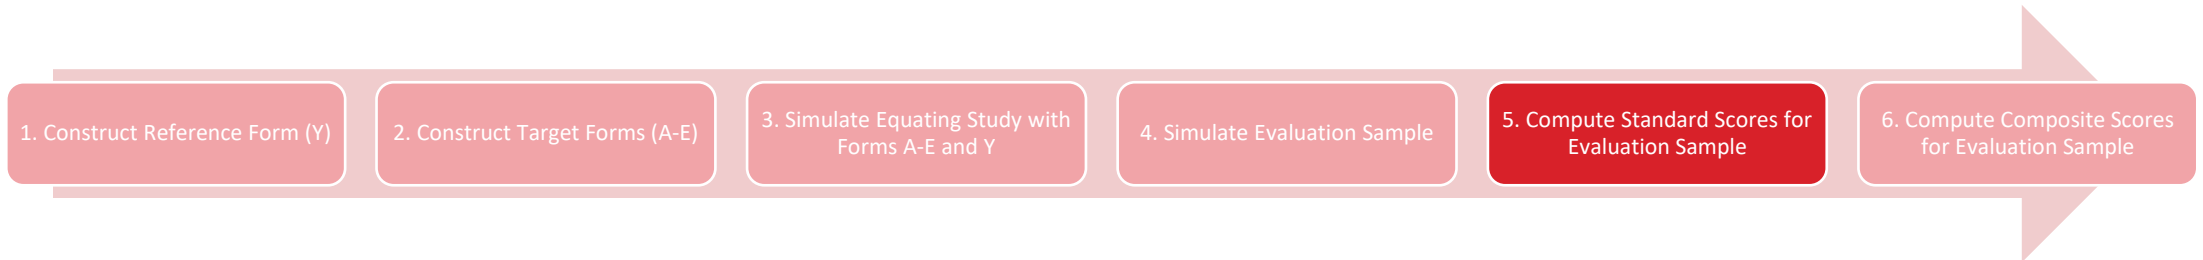 1. Construct Reference Form (Y)
2. Construct Target Forms (A-E)
3. Simulate Equating Study with
Forms A-E and Y
4. Simulate Evaluation Sample
5. Compute Standard Scores for
Evaluation Sample
6. Compute Composite Scores
for Evaluation Sample